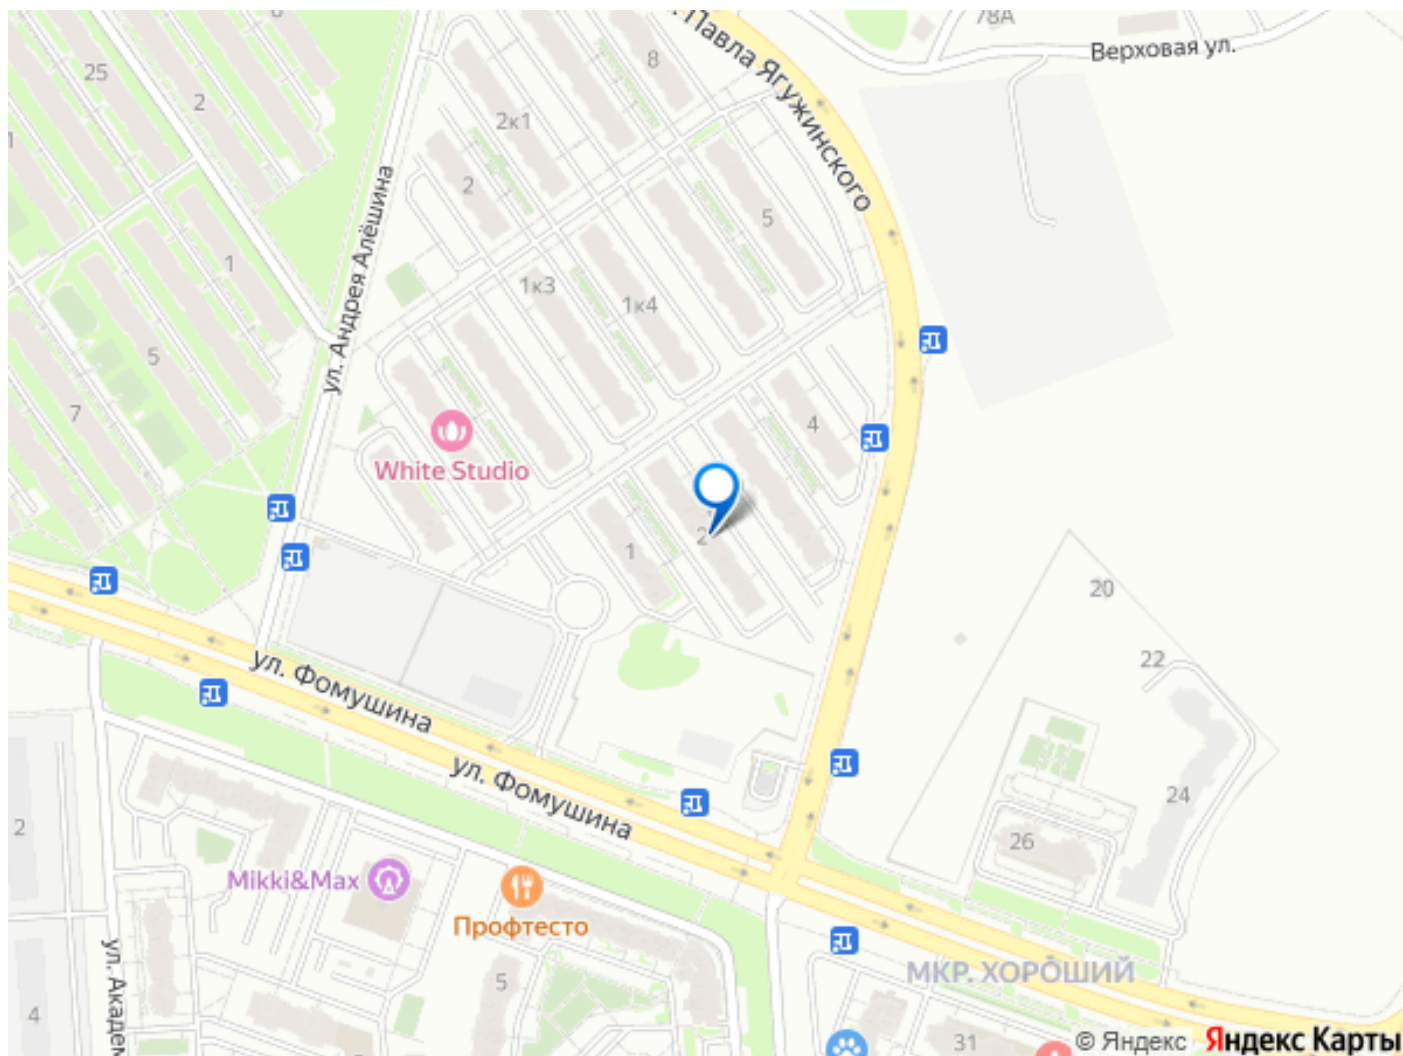 78А
ул. Павла Ягужинского
Верховая ул.
25
2
8
2к1
2
5
ул. Андрея Алёшина
1
1к3
1к4
5
7
4
White Studio
1
2
20
22
ул. Фомушина
ул. Фомушина
24
26
2
Mikki&Max
Профтесто
ул. Академ
МКР. ХОРОШИЙ
5
4
31
© Яндекс Яндекс Карты